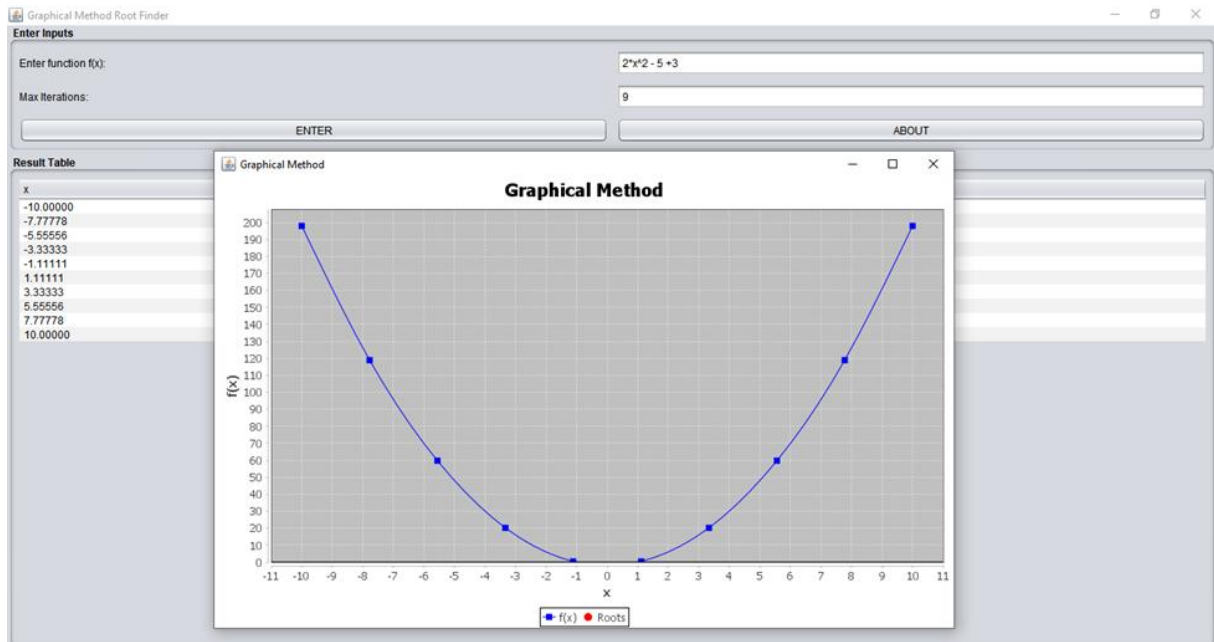 Graphical Method Root Finder
Enter Inputs
Enter function f(x):
2*x^2 - 5 +3
Max Iterations:
9
ENTER
ABOUT
Result Table
x
-10.00000
-7.77778
-5.55556
-3.33333
-1.11111
1.11111
3.33333
5.55556
7.77778
10.00000
Graphical Method
Graphical Method
f(x)
200
190
180
170
160
150
140
130
120
110
100
90
80
70
60
50
40
30
20
10
0
-11 -10 -9 -8 -7 -6 -5 -4 -3 -2 -1 0 1 2 3 4 5 6 7 8 9 10 11
x
f(x) Roots